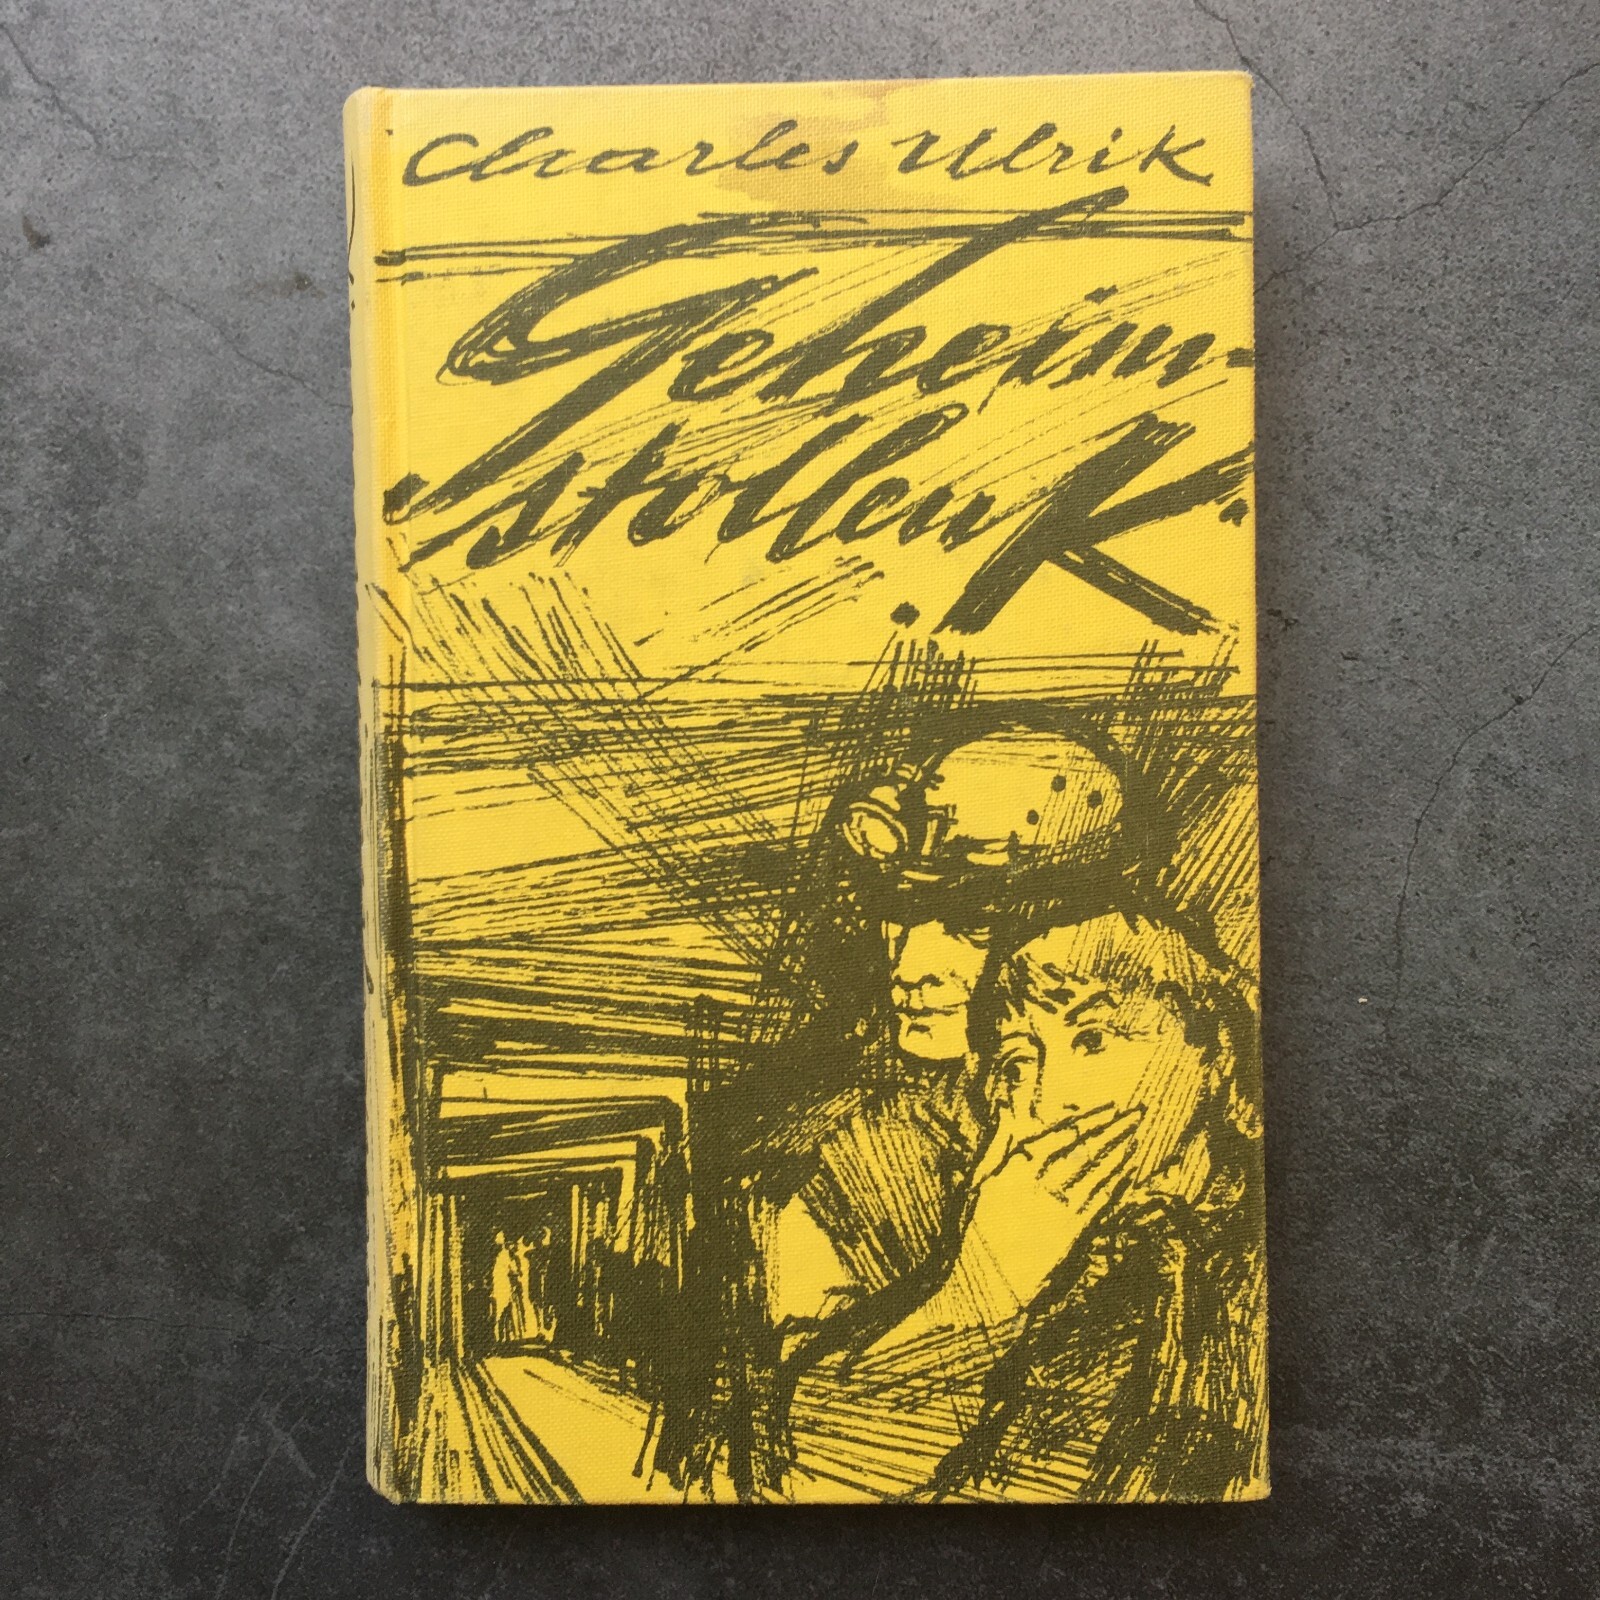 Charles Ulrik
Geheim-
stollen K.